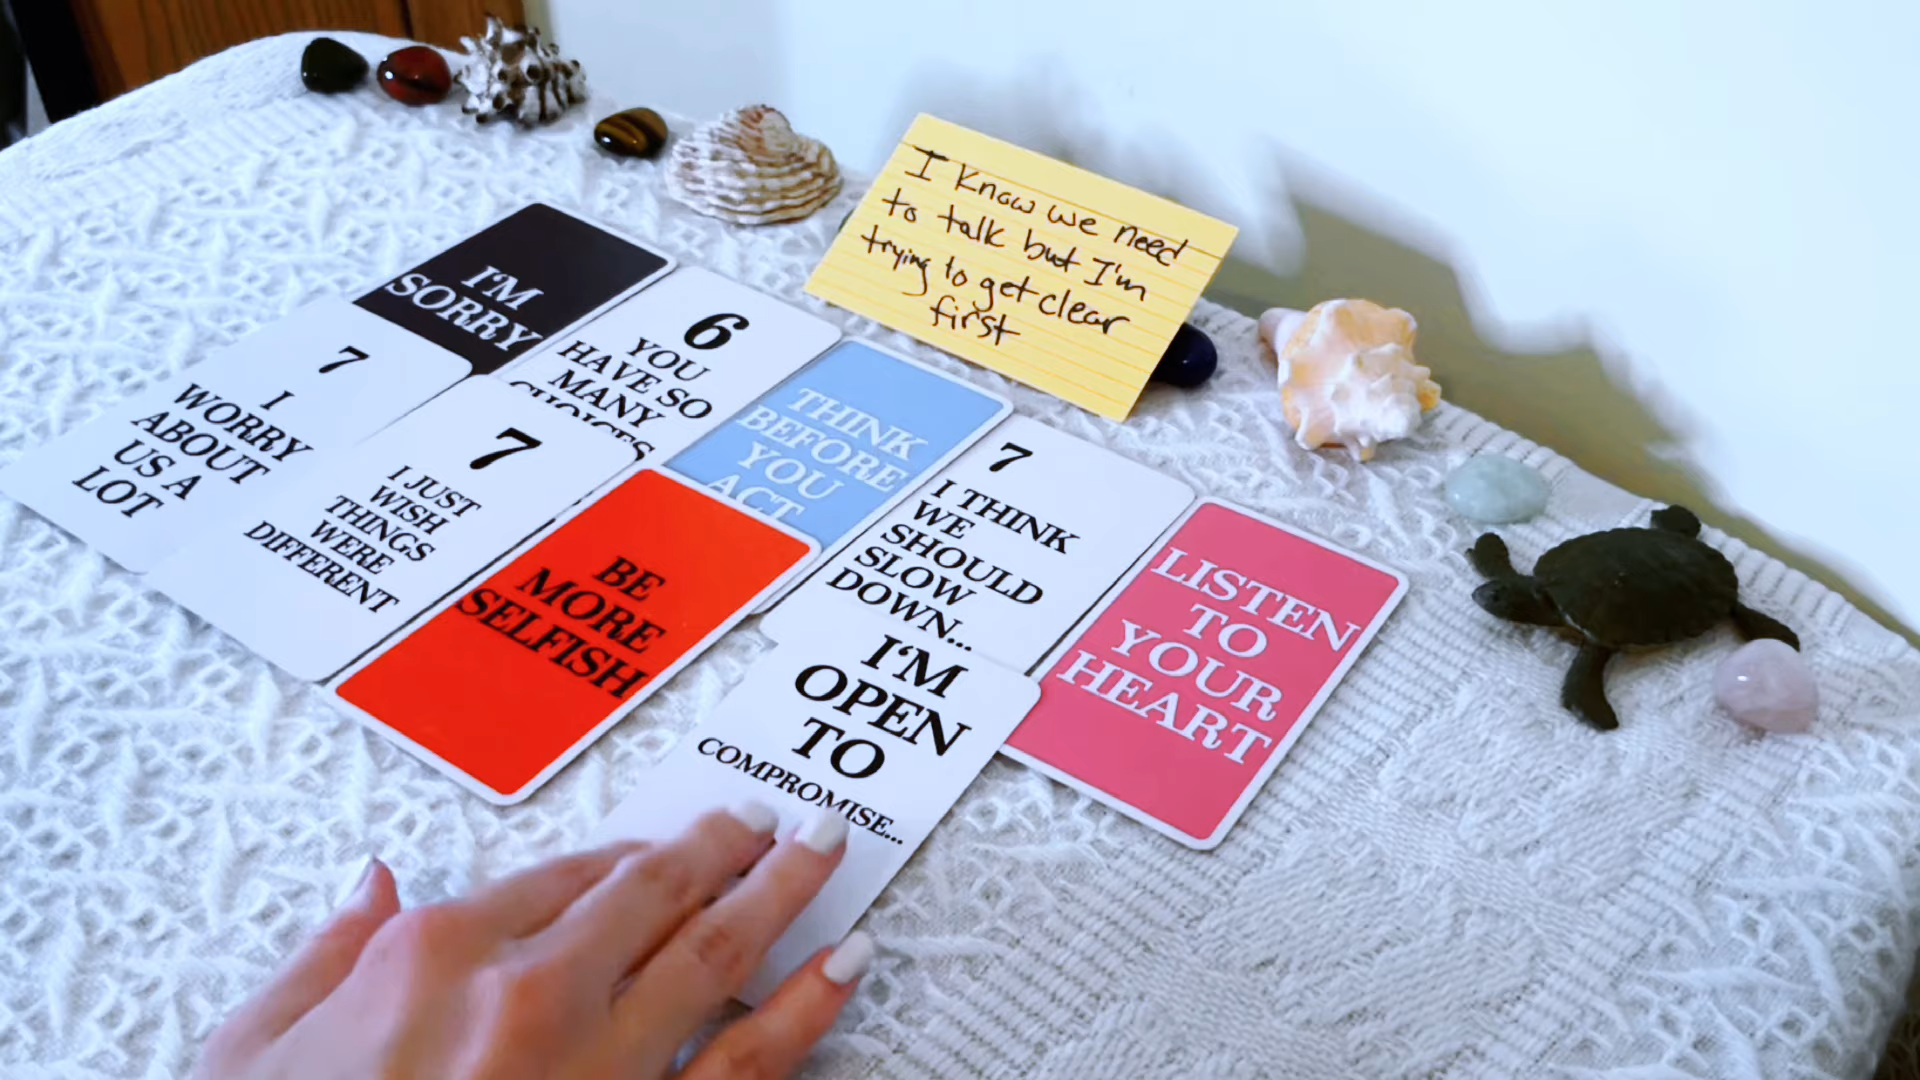 I know we need
to talk but I'm
trying to get clear
first
I'M
SORRY
6
YOU
HAVE SO
MANY
CHOICES
THINK
BEFORE
YOU
ACT
7
I THINK
WE
SHOULD
SLOW
DOWN...
LISTEN
TO
YOUR
HEART
7
I
WORRY
ABOUT
US A
LOT
7
I JUST
WISH
THINGS
WERE
DIFFERENT
BE
MORE
SELFISH
I'M
OPEN
TO
COMPROMISE...